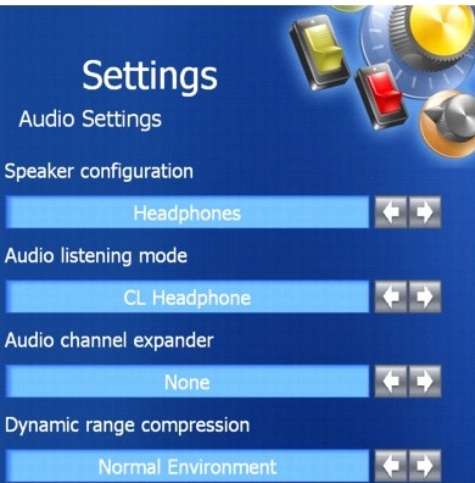 Settings
Audio Settings
Speaker configuration
Headphones
Audio listening mode
CL Headphone
Audio channel expander
None
Dynamic range compression
Normal Environment